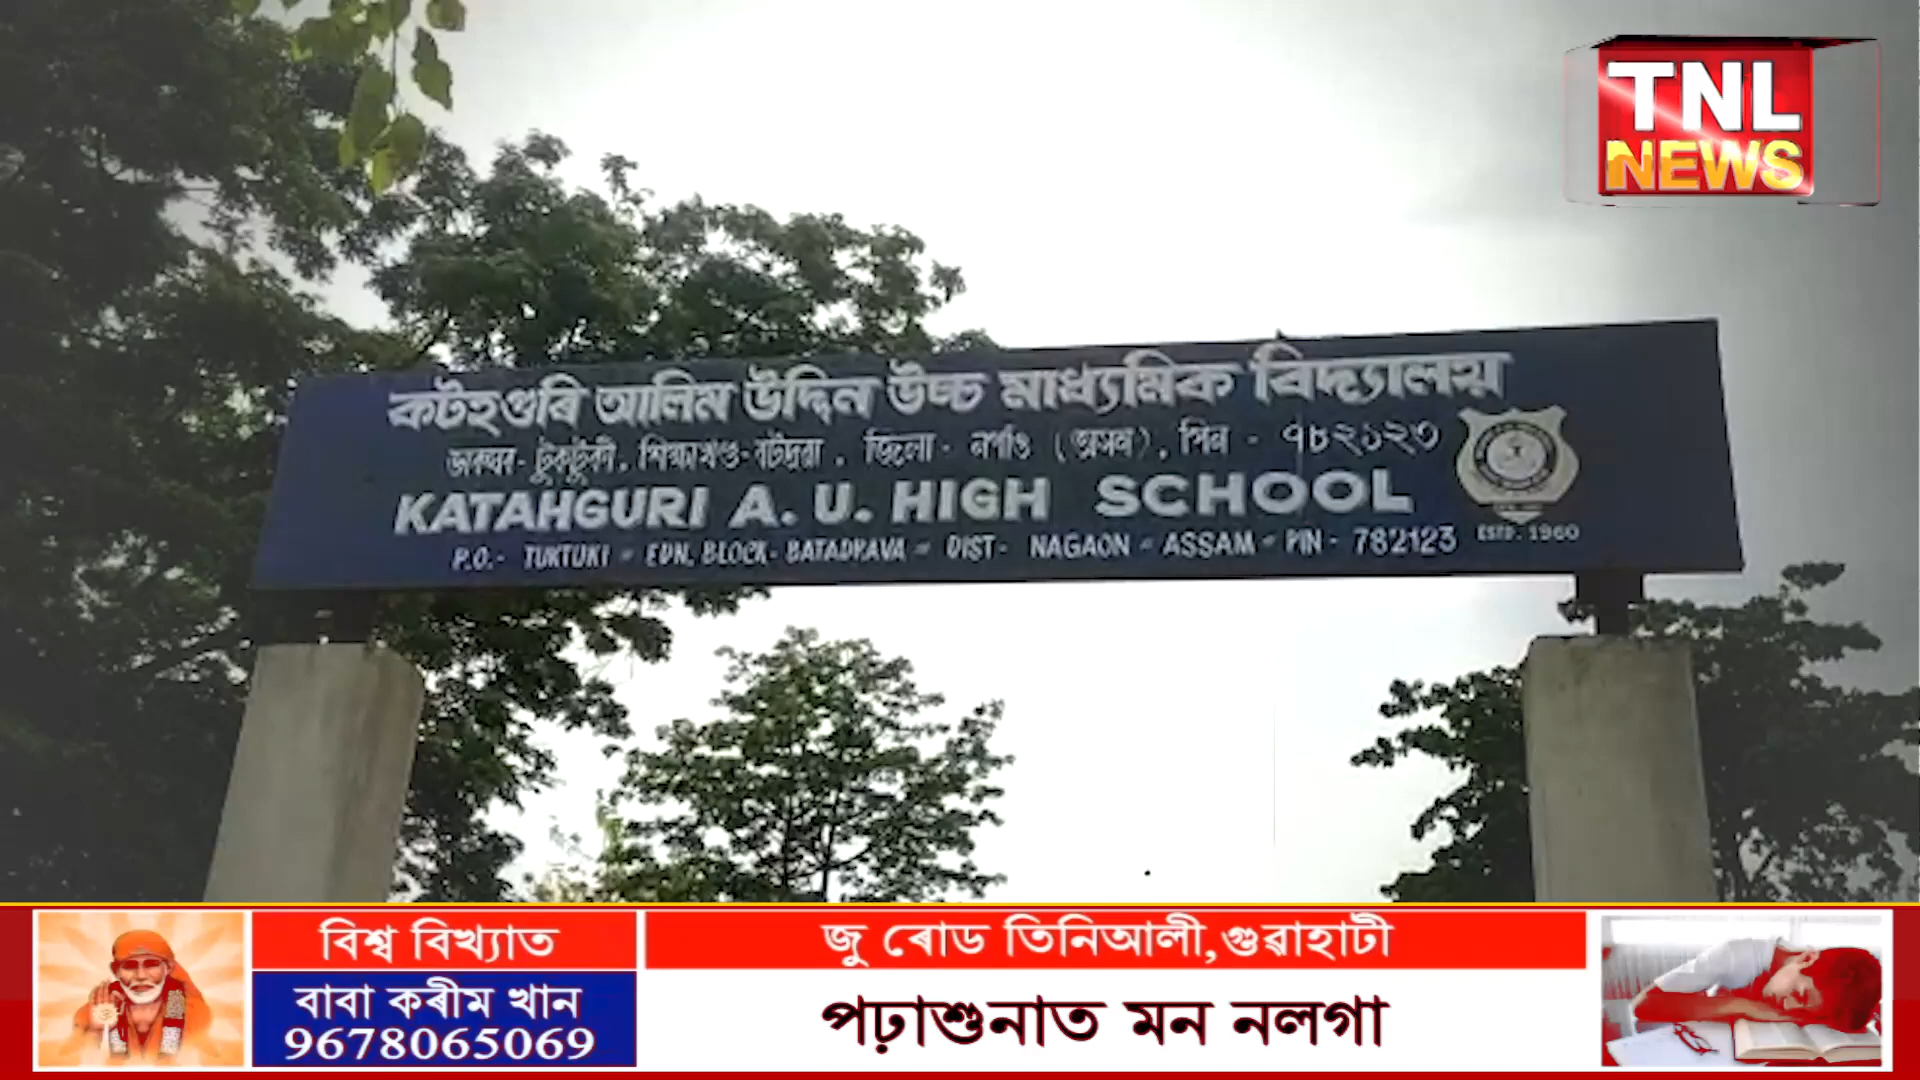 TNL
NEWS
কটহগুৰি আলিম উদ্দিন উচ্চ মাধ্যমিক বিদ্যালয়
ডাকঘৰ- টুকটুকী, শিক্ষাখণ্ড-বটদ্ৰৱা, জিলা- নগাঁও (অসম), পিন - ৭৮২১২৩
KATAHGURI A. U. HIGH SCHOOL
P.O.- TUKTUKI - EDN. BLOCK- BATADRAVA - DIST- NAGAON - ASSAM - PIN - 782123
ESTD. 1960
বিশ্ব বিখ্যাত
বাবা কৰীম খান
9678065069
জু ৰোড তিনিআলী,গুৱাহাটী
পঢ়াশুনাত মন নলগা